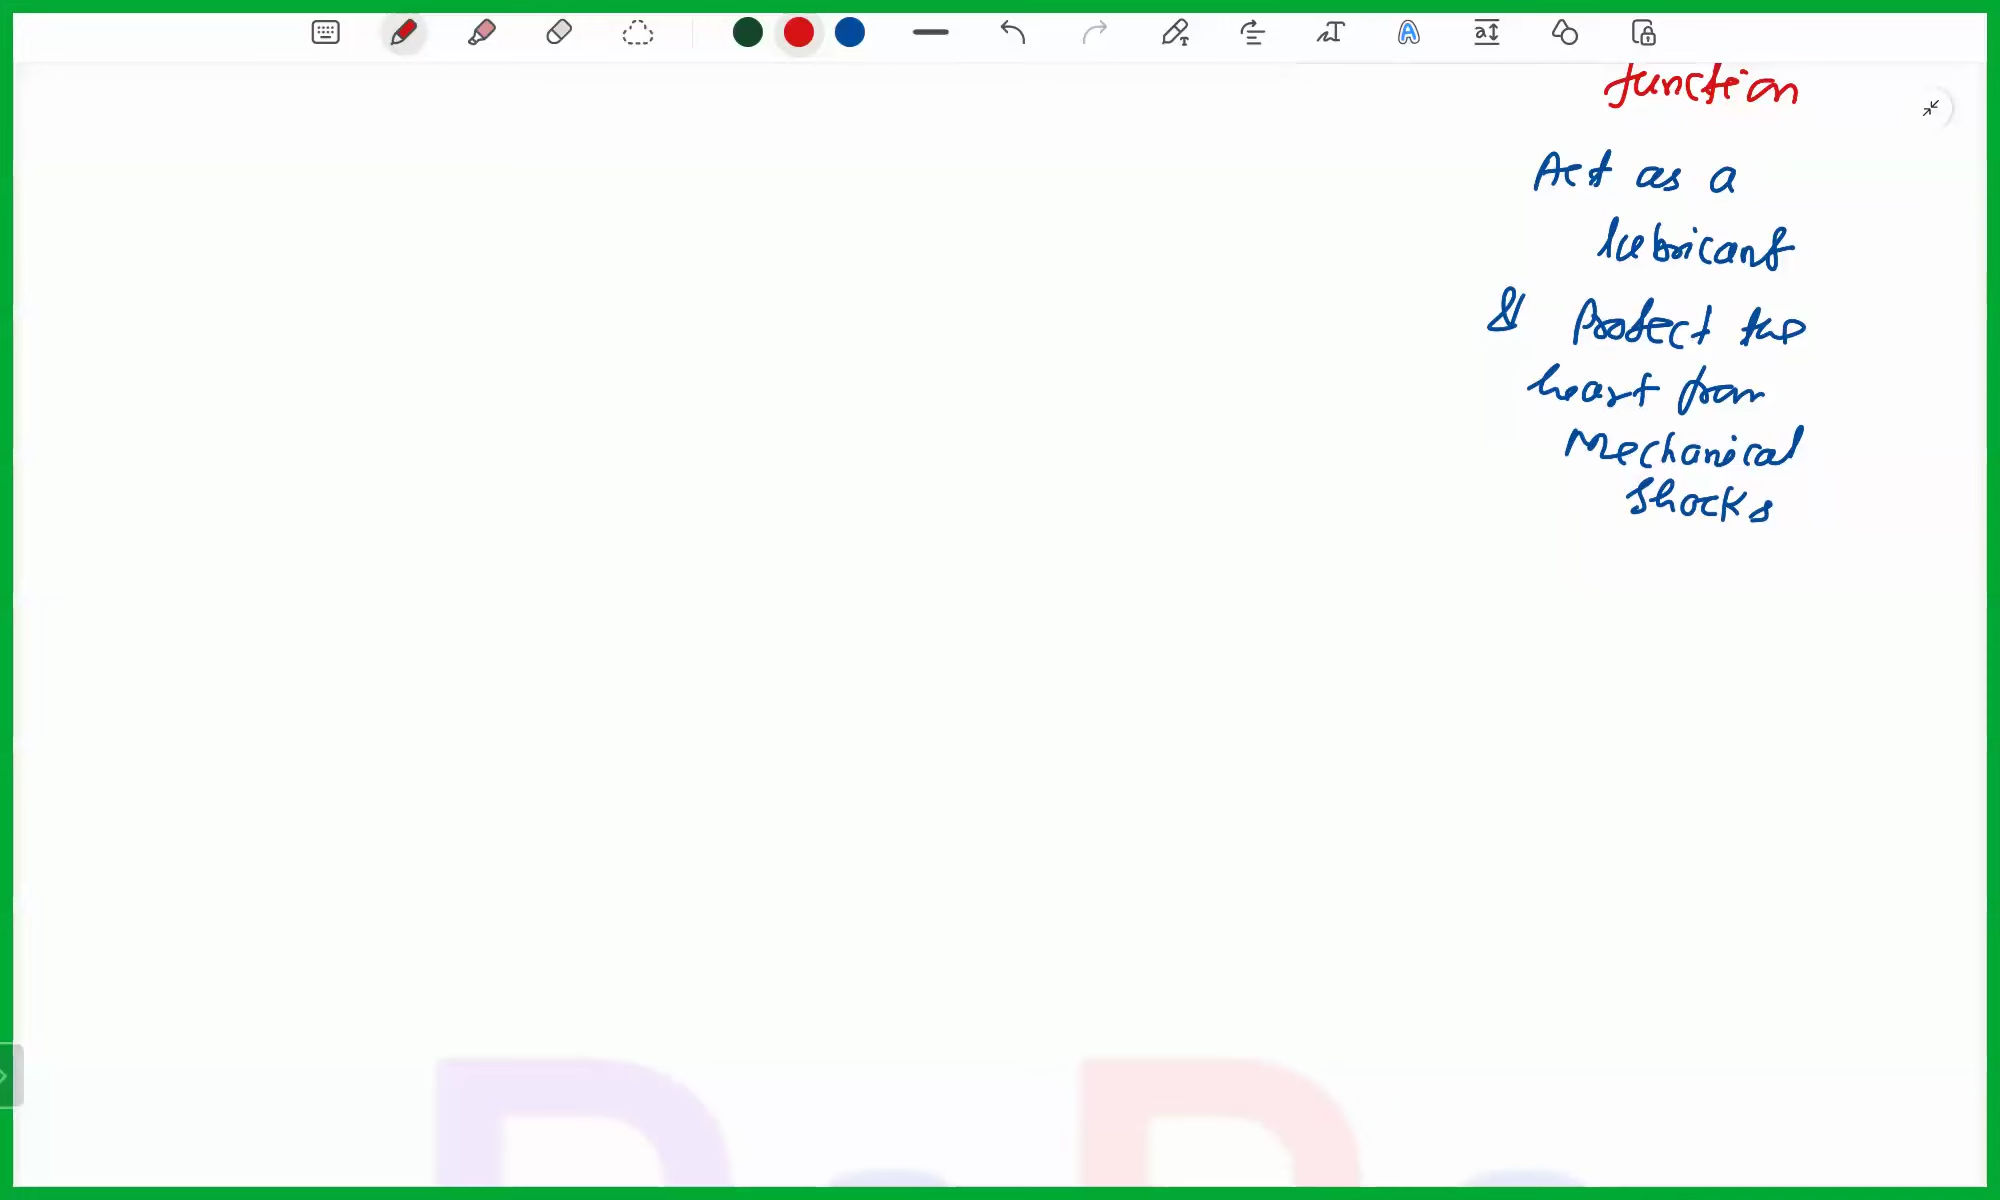 function
Act as a
lubricant
& Protect the
heart from
Mechanical
shocks